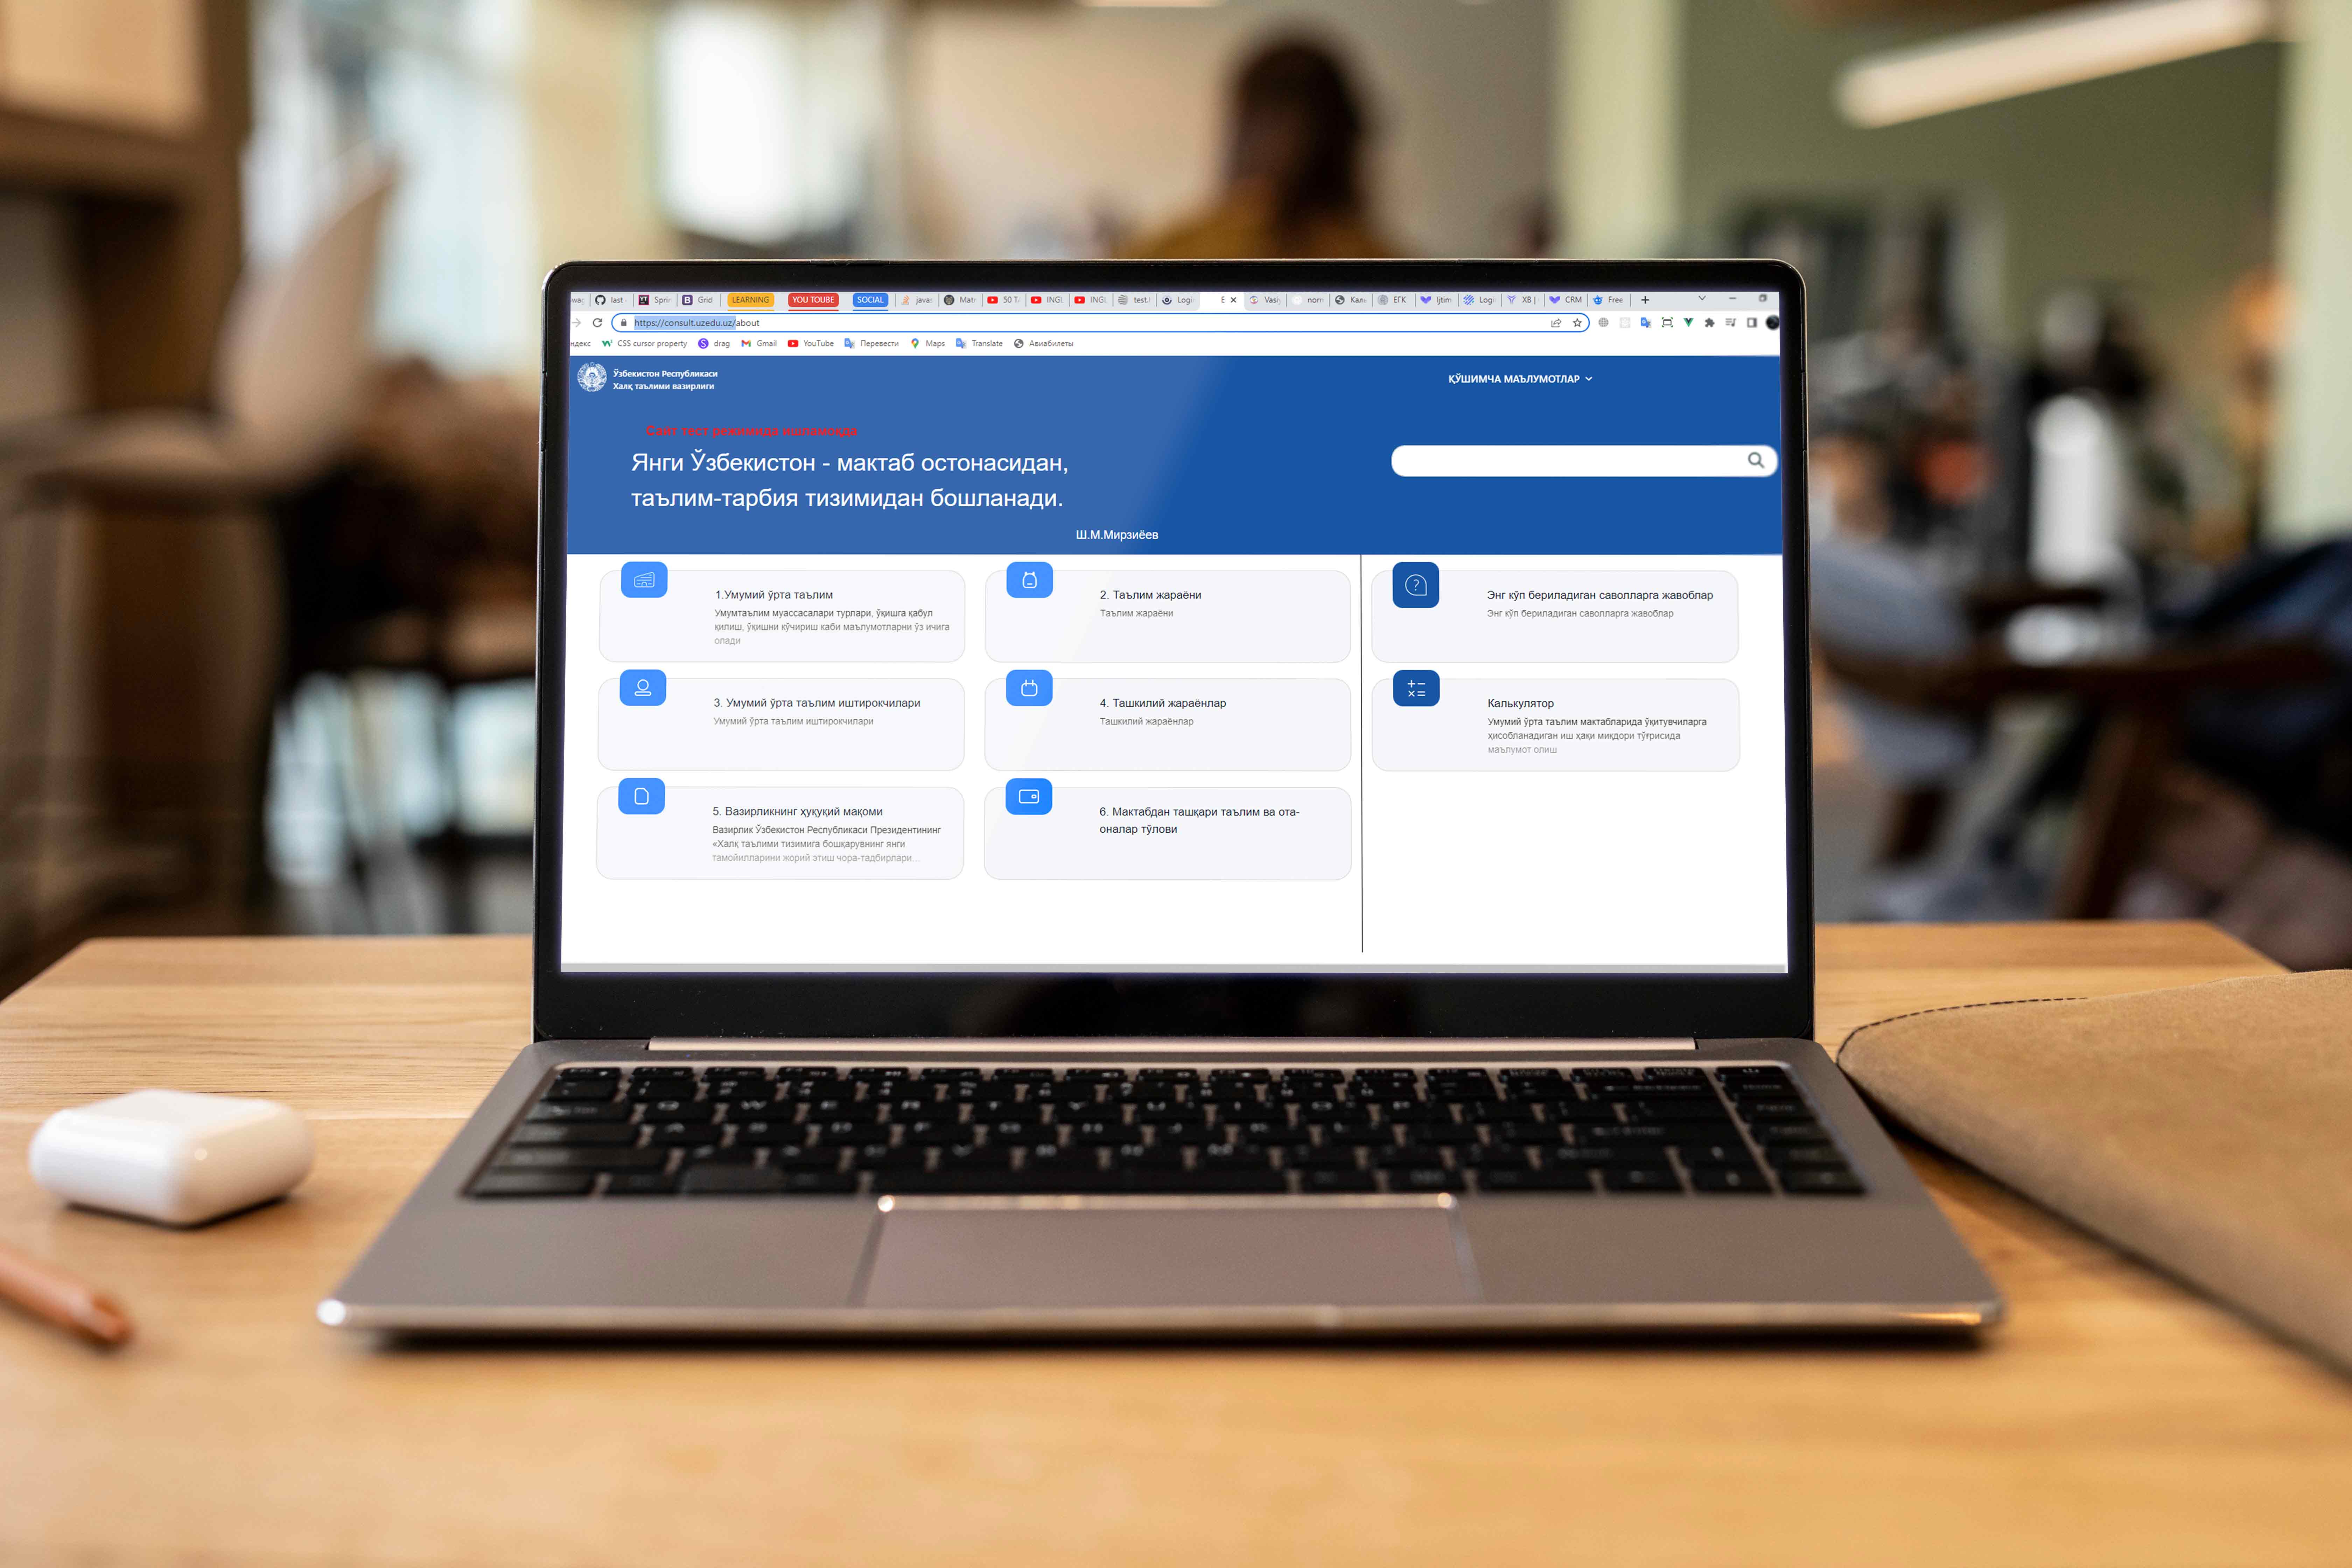 last
Sprin
Grid
LEARNING
YOU TOUBE
SOCIAL
javas
Matr
50 T
INGL
INGL
test.
Logi
E
Vasiy
norm
Каль
ЕГК
Ijtim
Logi
XB |
CRM
Free
https://consult.uzedu.uz/about
ндекс
CSS cursor property
drag
Gmail
YouTube
Перевести
Maps
Translate
Авиабилеты
Ўзбекистон Республикаси
Халқ таълими вазирлиги
ҚЎШИМЧА МАЪЛУМОТЛАР
Сайт тест режимида ишламоқда
Янги Ўзбекистон - мактаб остонасидан,
таълим-тарбия тизимидан бошланади.
Ш.М.Мирзиёев
1.Умумий ўрта таълим
Умумтаълим муассасалари турлари, ўқишга қабул
қилиш, ўқишни кўчириш каби маълумотларни ўз ичига
олади
2. Таълим жараёни
Таълим жараёни
Энг кўп бериладиган саволларга жавоблар
Энг кўп бериладиган саволларга жавоблар
3. Умумий ўрта таълим иштирокчилари
Умумий ўрта таълим иштирокчилари
4. Ташкилий жараёнлар
Ташкилий жараёнлар
Калькулятор
Умумий ўрта таълим мактабларида ўқитувчиларга
ҳисобланадиган иш ҳақи миқдори тўғрисида
маълумот олиш
5. Вазирликнинг ҳуқуқий мақоми
Вазирлик Ўзбекистон Республикаси Президентининг
«Халқ таълими тизимига бошқарувнинг янги
тамойилларини жорий этиш чора-тадбирлари...
6. Мактабдан ташқари таълим ва ота-
оналар тўлови